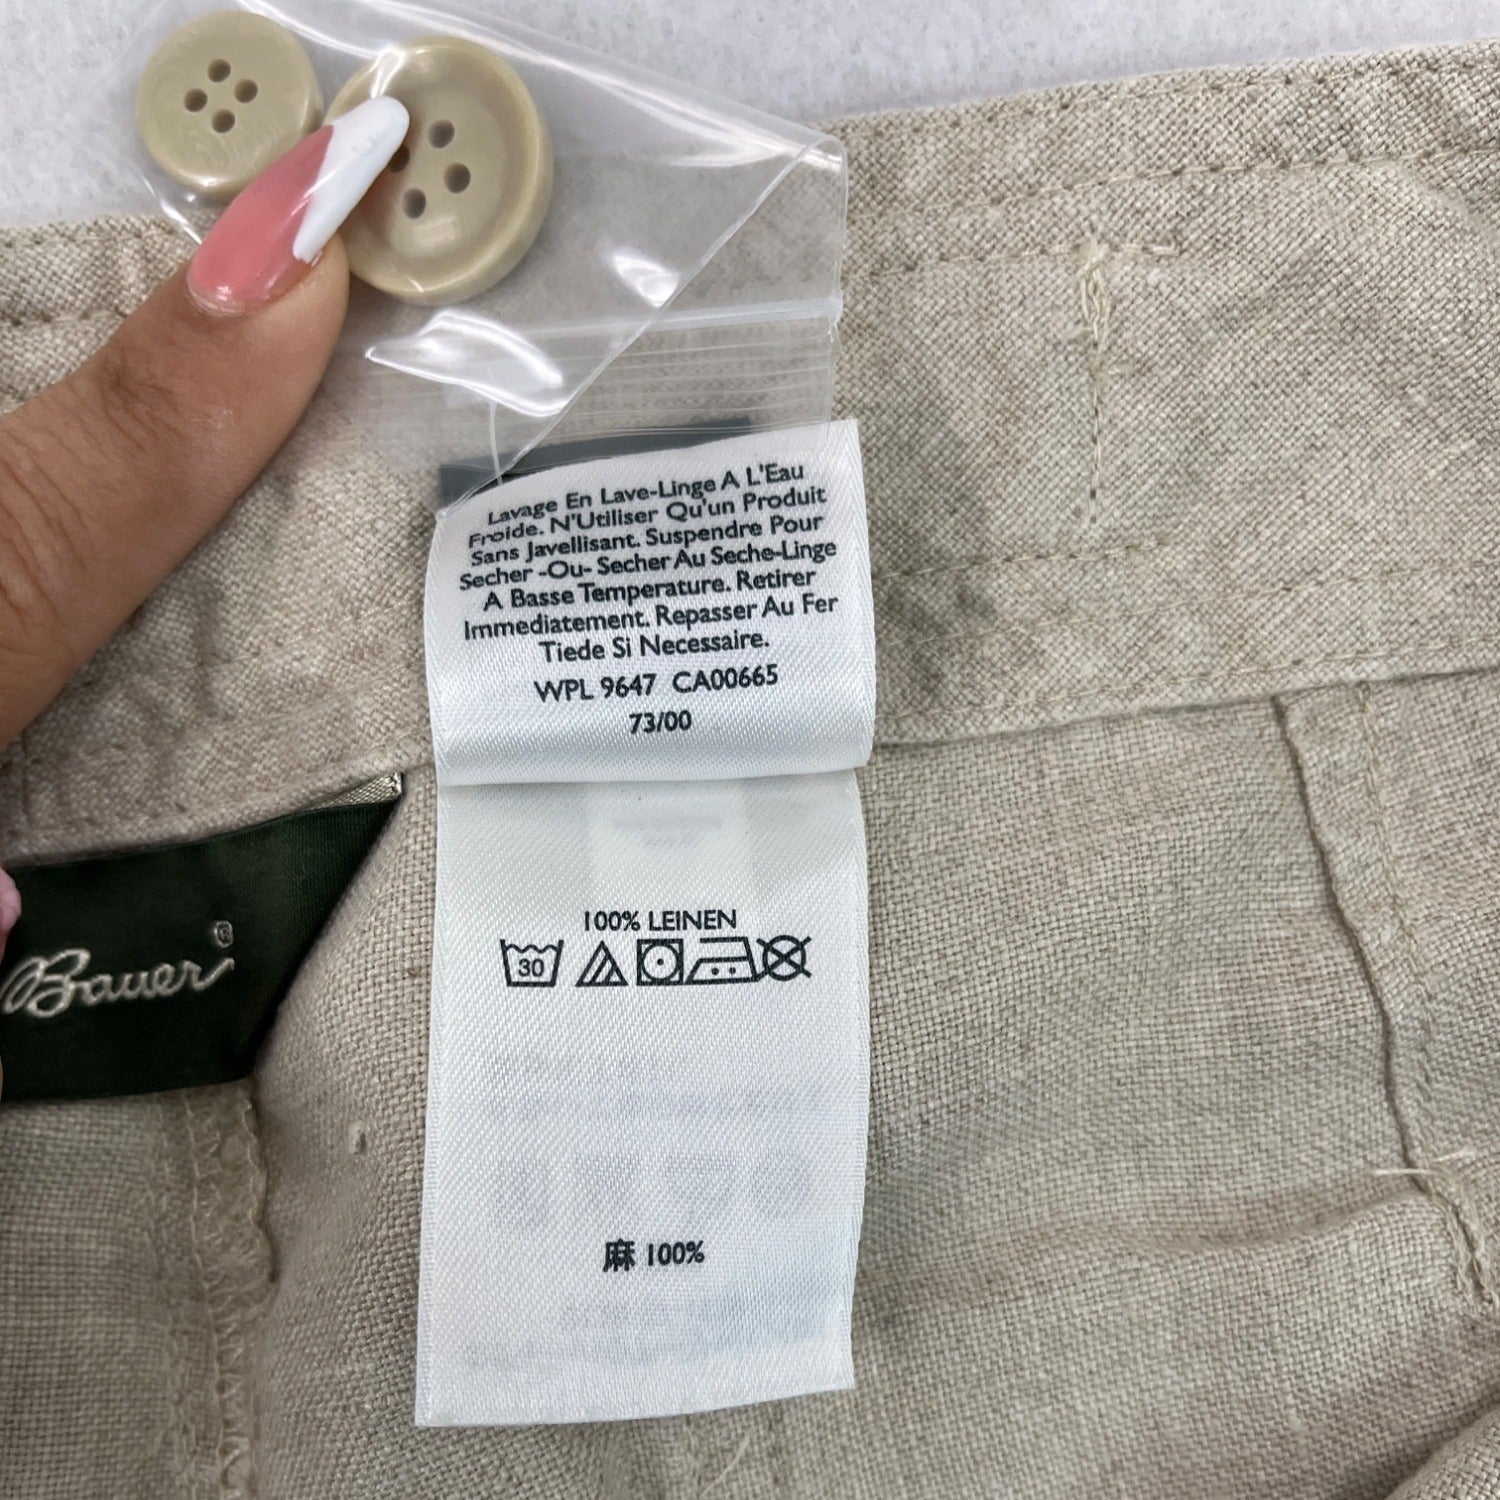 Lavage En Lave-Linge A L'Eau
Froide. N'Utiliser Qu'un Produit
Sans Javellisant. Suspendre Pour
Secher -Ou- Secher Au Seche-Linge
A Basse Temperature. Retirer
Immediatement. Repasser Au Fer
Tiede Si Necessaire.
WPL 9647 CA00665
73/00
Bauer®
100% LEINEN
30
麻 100%